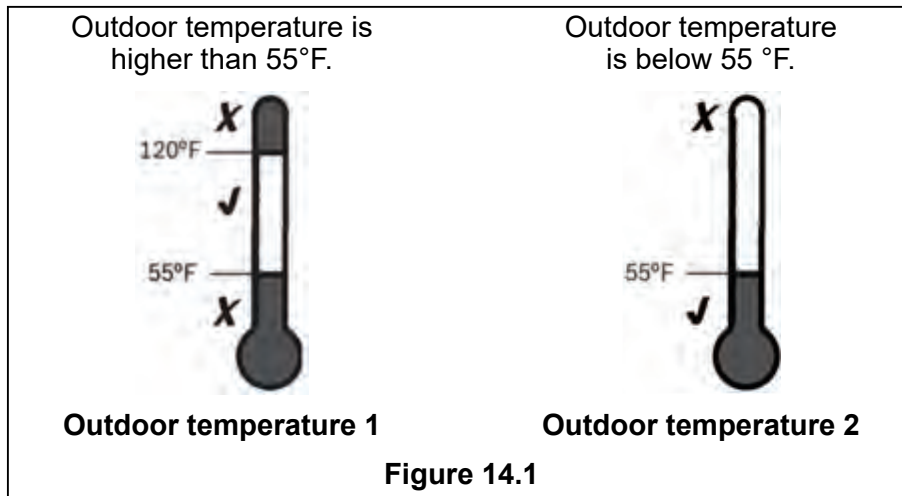 Outdoor temperature is
higher than 55°F.
120°F
55°F
Outdoor temperature 1
Outdoor temperature
is below 55 °F.
55°F
Outdoor temperature 2
Figure 14.1